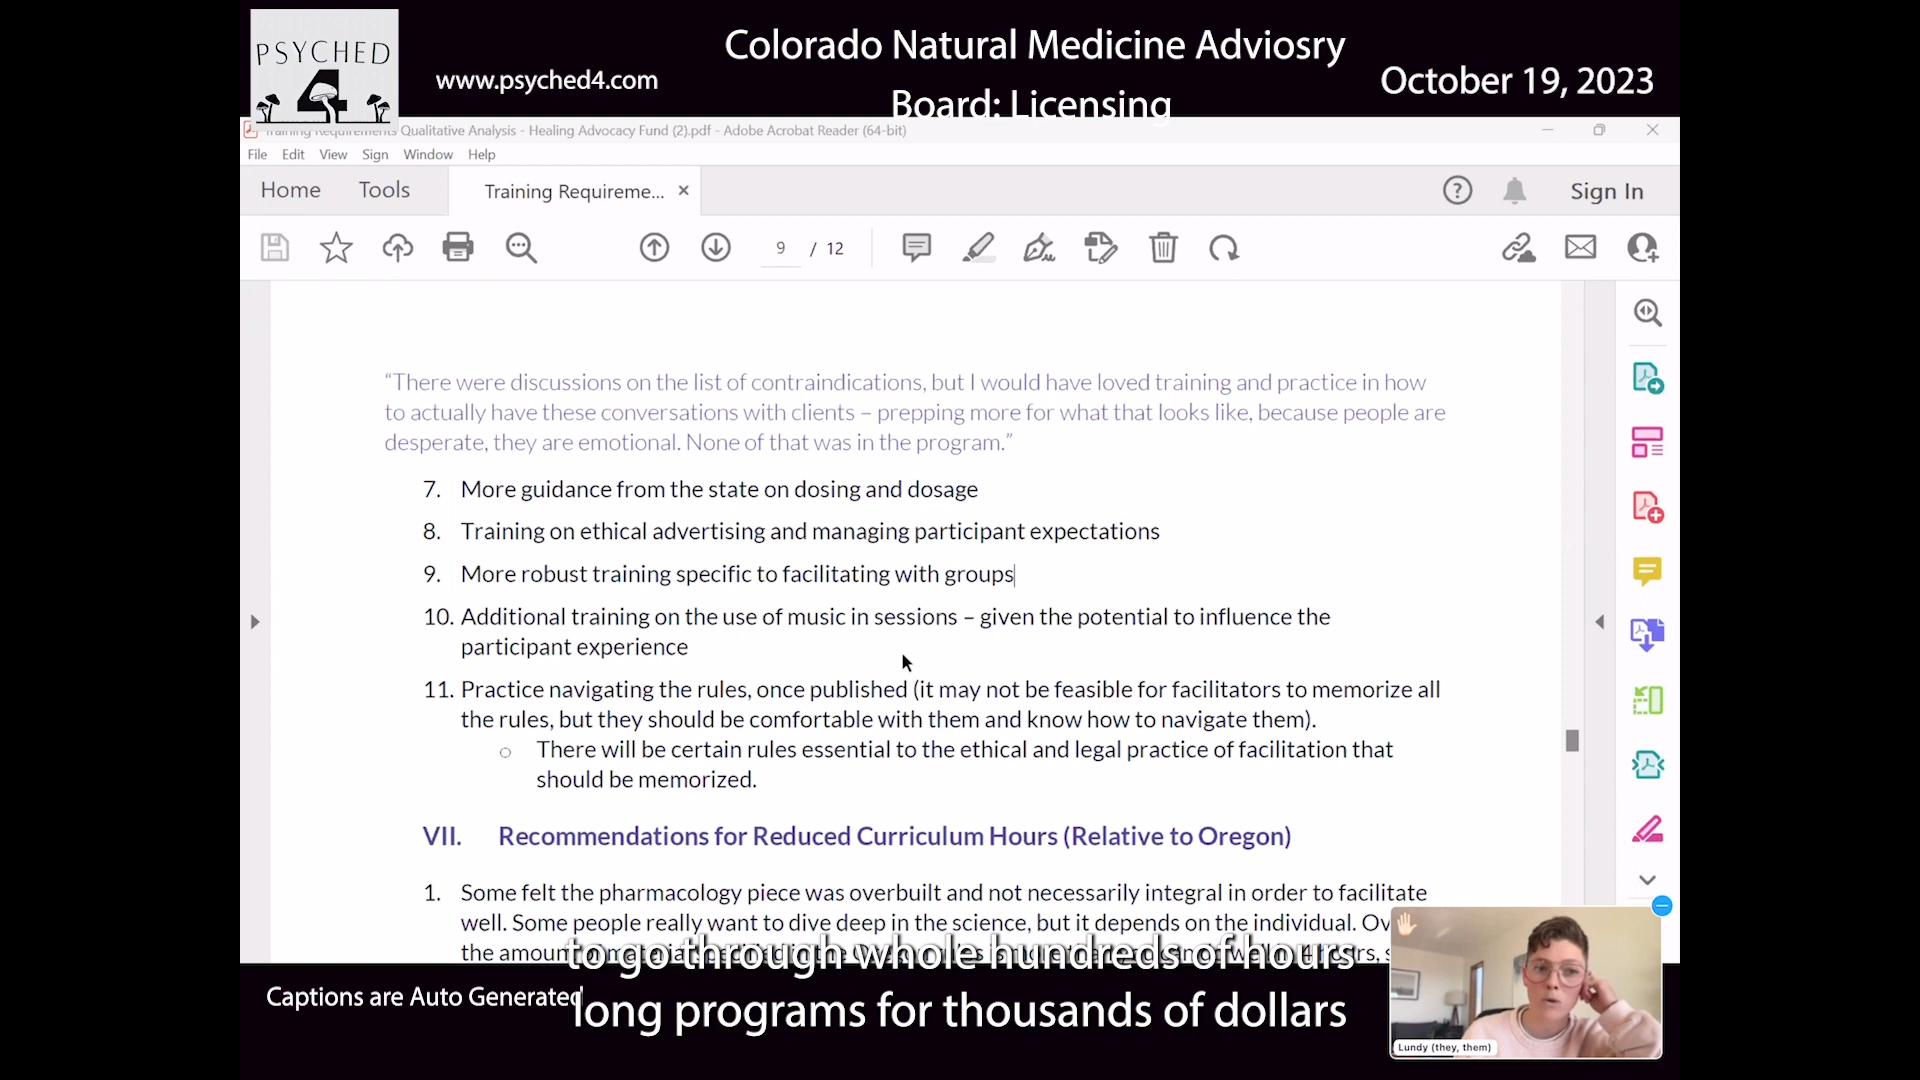 PSYCHED
4
www.psyched4.com
Colorado Natural Medicine Adviosry
Board: Licensing
October 19, 2023
Training Requirements Qualitative Analysis - Healing Advocacy Fund (2).pdf - Adobe Acrobat Reader (64-bit)
File Edit View Sign Window Help
Home Tools Training Requireme... × Sign In
9 / 12
“There were discussions on the list of contraindications, but I would have loved training and practice in how
to actually have these conversations with clients – prepping more for what that looks like, because people are
desperate, they are emotional. None of that was in the program.”
7. More guidance from the state on dosing and dosage
8. Training on ethical advertising and managing participant expectations
9. More robust training specific to facilitating with groups
10. Additional training on the use of music in sessions – given the potential to influence the
participant experience
11. Practice navigating the rules, once published (it may not be feasible for facilitators to memorize all
the rules, but they should be comfortable with them and know how to navigate them).
○ There will be certain rules essential to the ethical and legal practice of facilitation that
should be memorized.
VII. Recommendations for Reduced Curriculum Hours (Relative to Oregon)
1. Some felt the pharmacology piece was overbuilt and not necessarily integral in order to facilitate
well. Some people really want to dive deep in the science, but it depends on the individual. Ov
the amoun
to go through whole hundreds of hours
long programs for thousands of dollars
Captions are Auto Generated
Lundy (they, them)